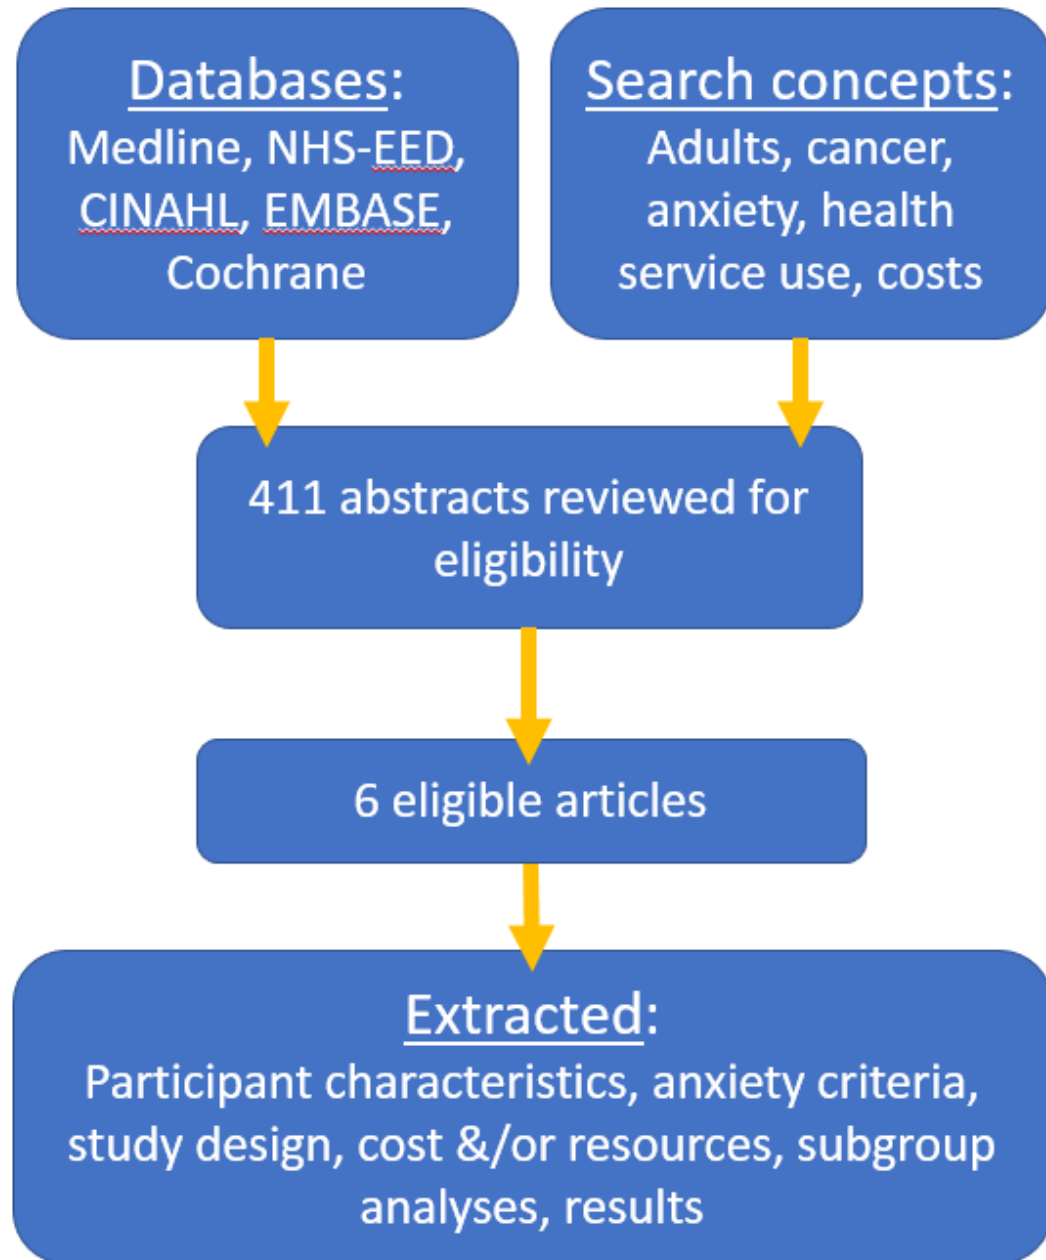 Databases:
Medline, NHS-EED,
CINAHL, EMBASE,
Cochrane
Search concepts:
Adults, cancer,
anxiety, health
service use, costs
411 abstracts reviewed for
eligibility
6 eligible articles
Extracted:
Participant characteristics, anxiety criteria,
study design, cost &/or resources, subgroup
analyses, results